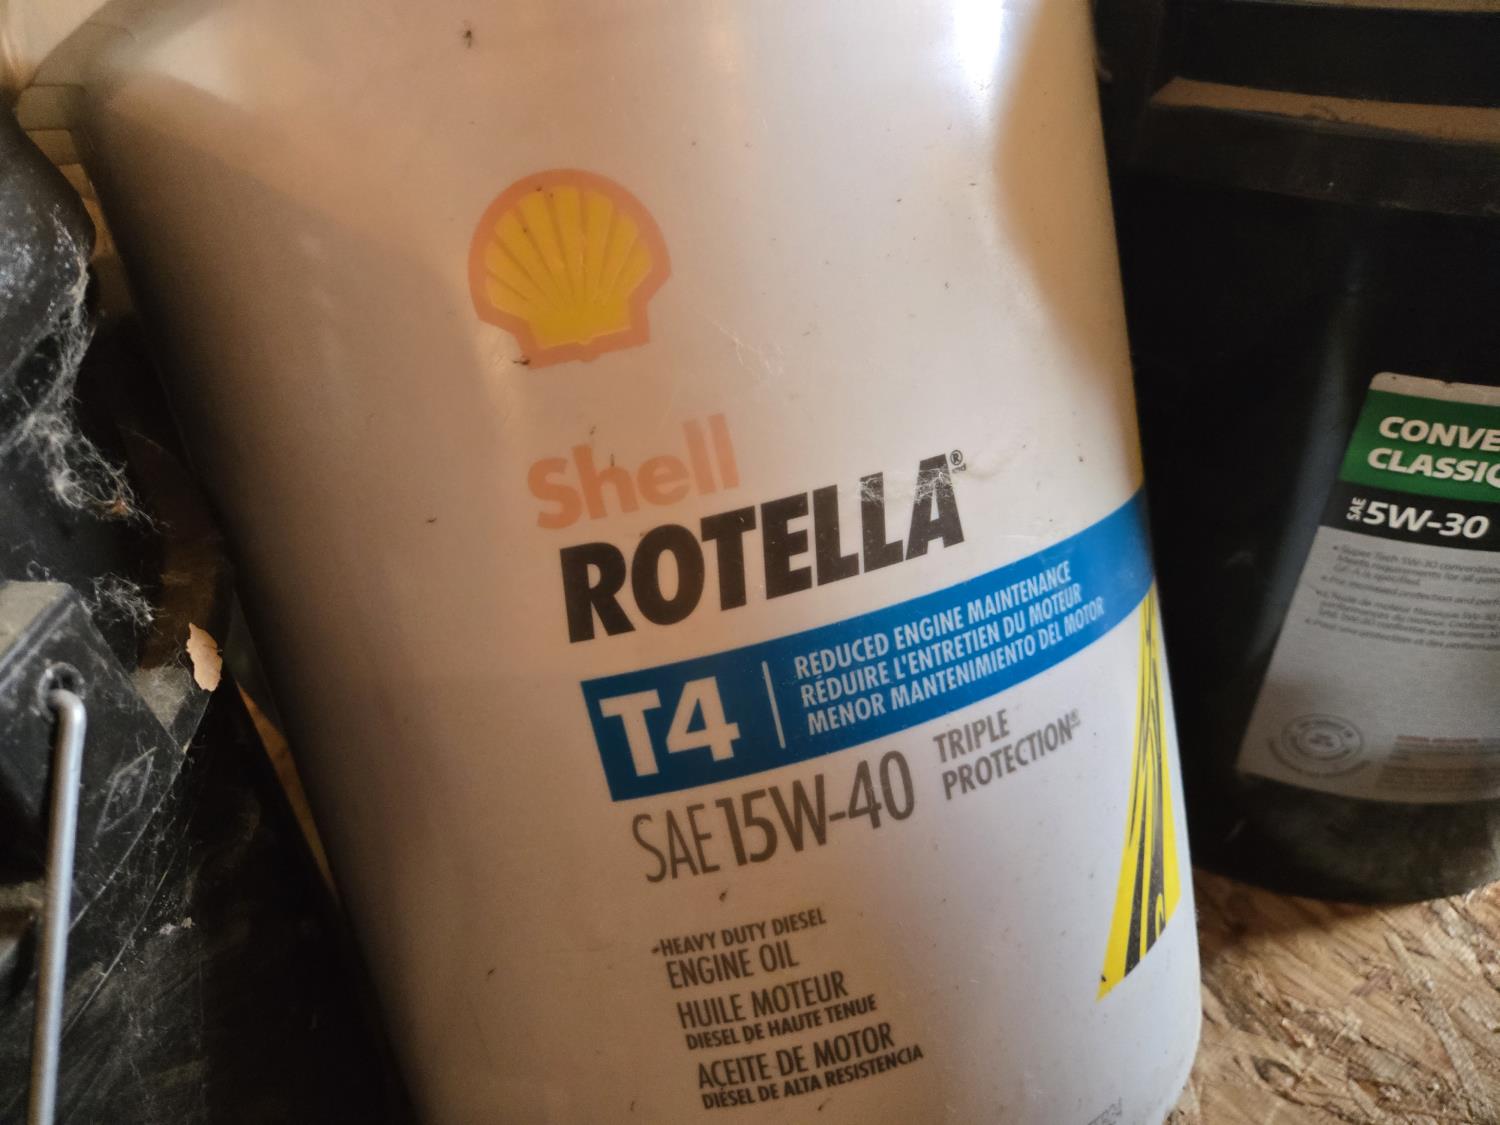 Shell
ROTELLA®
T4
REDUCED ENGINE MAINTENANCE
RÉDUIRE L'ENTRETIEN DU MOTEUR
MENOR MANTENIMIENTO DEL MOTOR
SAE 15W-40
TRIPLE
PROTECTION®
-HEAVY DUTY DIESEL
ENGINE OIL
HUILE MOTEUR
DIESEL DE HAUTE TENUE
ACEITE DE MOTOR
DIÉSEL DE ALTA RESISTENCIA
CONVE
CLASSIC
SAE 5W-30